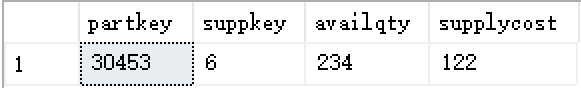 partkey suppkey availqty supplycost
1 30453 6 234 122